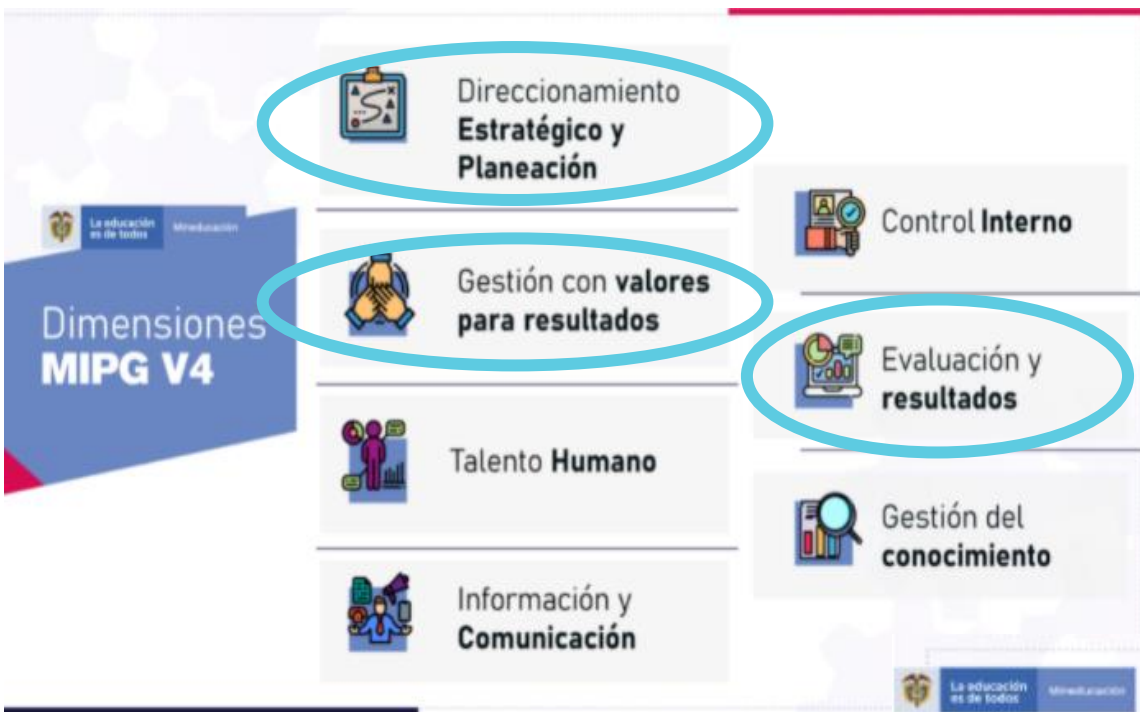 La educación
es de todos
Mineducación
Dimensiones
MIPG V4
Direccionamiento
Estratégico y
Planeación
Gestión con valores
para resultados
Talento Humano
Información y
Comunicación
Control Interno
Evaluación y
resultados
Gestión del
conocimiento
La educación
es de todos
Mineducación